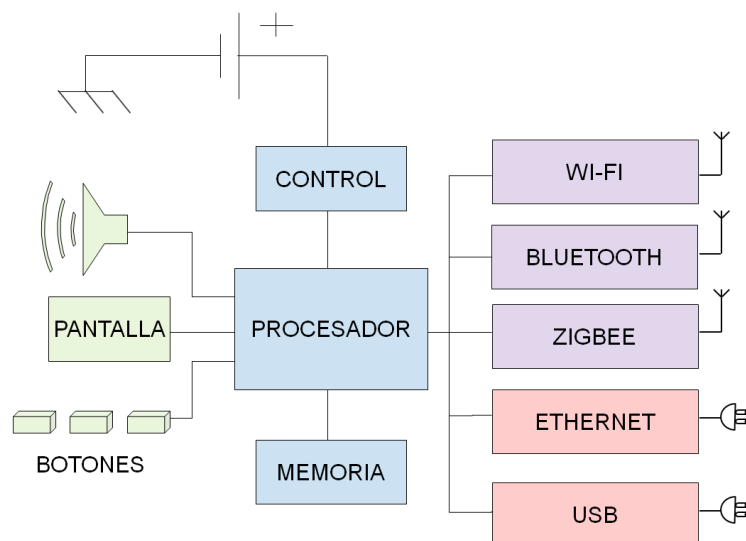 CONTROL
WI-FI
BLUETOOTH
PANTALLA
PROCESADOR
ZIGBEE
ETHERNET
BOTONES
MEMORIA
USB